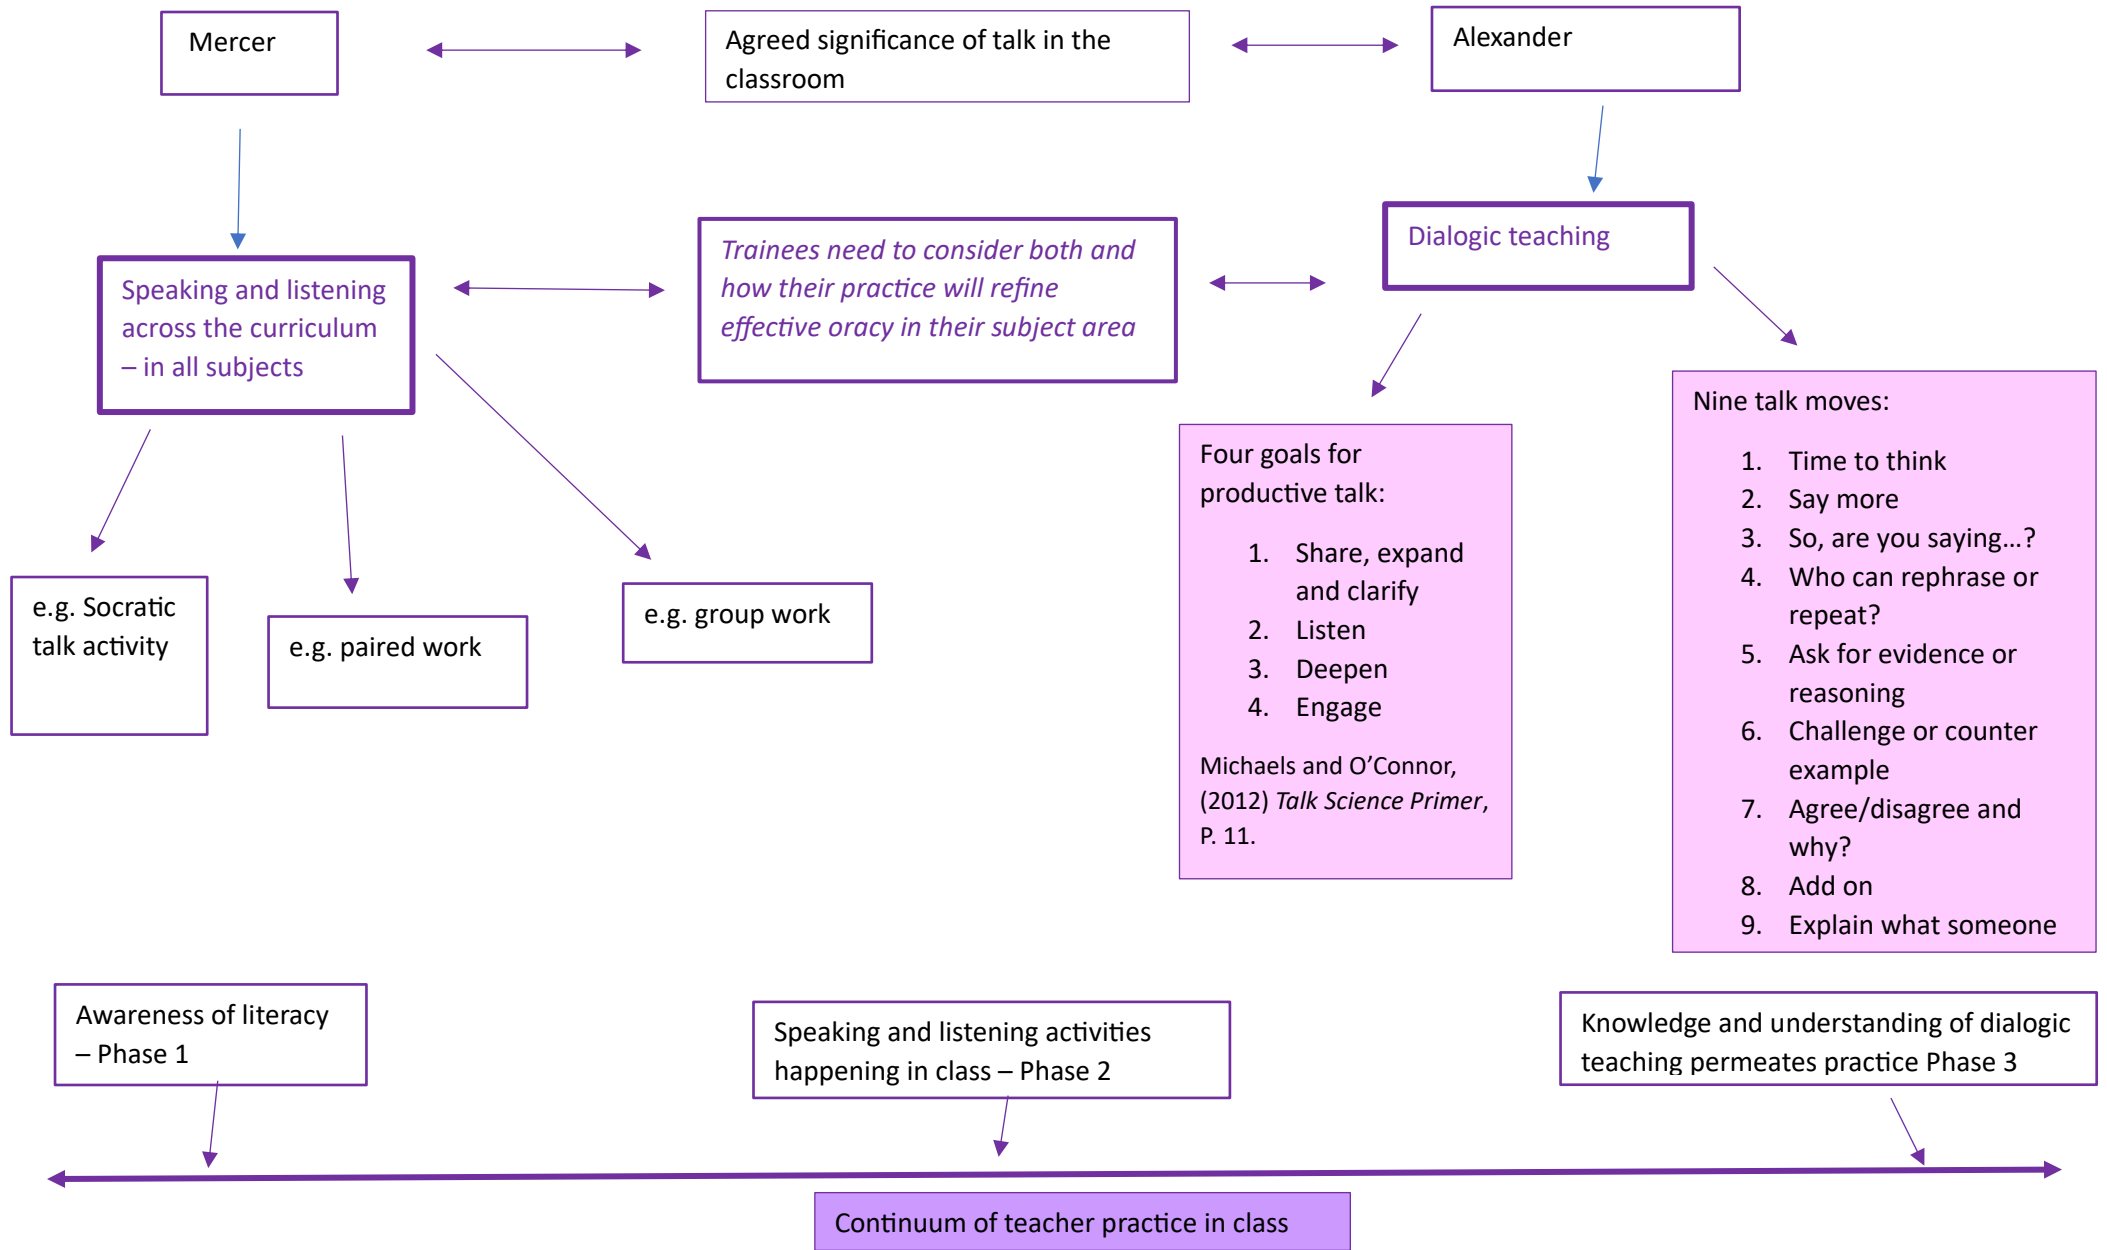 Mercer
Agreed significance of talk in the
classroom
Alexander
Speaking and listening
across the curriculum
– in all subjects
Trainees need to consider both and
how their practice will refine
effective oracy in their subject area
Dialogic teaching
e.g. Socratic
talk activity
e.g. paired work
e.g. group work
Four goals for
productive talk:
1. Share, expand
and clarify
2. Listen
3. Deepen
4. Engage
Michaels and O’Connor,
(2012) Talk Science Primer,
P. 11.
Nine talk moves:
1. Time to think
2. Say more
3. So, are you saying…?
4. Who can rephrase or
repeat?
5. Ask for evidence or
reasoning
6. Challenge or counter
example
7. Agree/disagree and
why?
8. Add on
9. Explain what someone
Awareness of literacy
– Phase 1
Speaking and listening activities
happening in class – Phase 2
Knowledge and understanding of dialogic
teaching permeates practice Phase 3
Continuum of teacher practice in class